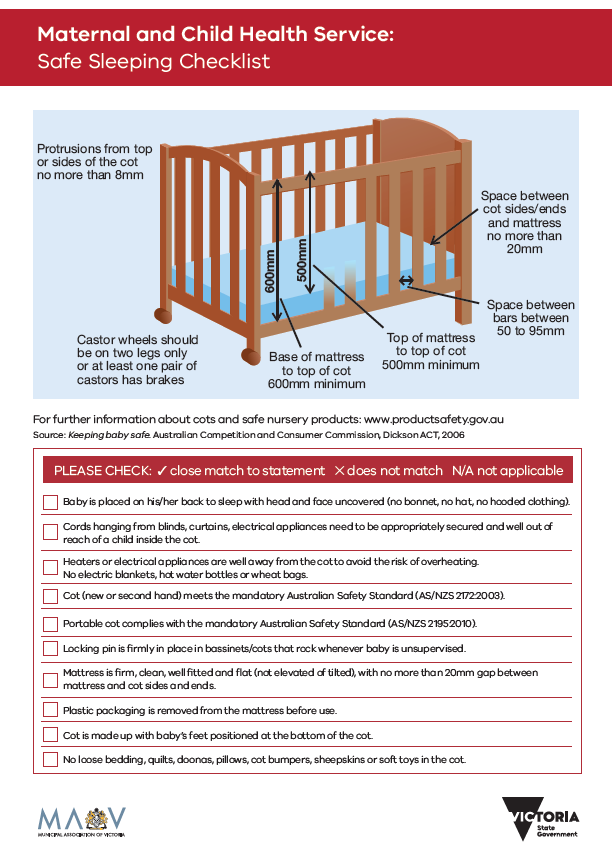 Maternal and Child Health Service:
Safe Sleeping Checklist
Protrusions from top
or sides of the cot
no more than 8mm
600mm
500mm
Space between
cot sides/ends
and mattress
no more than
20mm
Space between
bars between
50 to 95mm
Castor wheels should
be on two legs only
or at least one pair of
castors has brakes
Base of mattress
to top of cot
600mm minimum
Top of mattress
to top of cot
500mm minimum
For further information about cots and safe nursery products: www.productsafety.gov.au
Source: Keeping baby safe. Australian Competition and Consumer Commission, Dickson ACT, 2006
PLEASE CHECK: ✓ close match to statement ✕ does not match N/A not applicable
Baby is placed on his/her back to sleep with head and face uncovered (no bonnet, no hat, no hooded clothing).
Cords hanging from blinds, curtains, electrical appliances need to be appropriately secured and well out of
reach of a child inside the cot.
Heaters or electrical appliances are well away from the cot to avoid the risk of overheating.
No electric blankets, hot water bottles or wheat bags.
Cot (new or second hand) meets the mandatory Australian Safety Standard (AS/NZS 2172:2003).
Portable cot complies with the mandatory Australian Safety Standard (AS/NZS 2195:2010).
Locking pin is firmly in place in bassinets/cots that rock whenever baby is unsupervised.
Mattress is firm, clean, well fitted and flat (not elevated of tilted), with no more than 20mm gap between
mattress and cot sides and ends.
Plastic packaging is removed from the mattress before use.
Cot is made up with baby's feet positioned at the bottom of the cot.
No loose bedding, quilts, doonas, pillows, cot bumpers, sheepskins or soft toys in the cot.
MAV
MUNICIPAL ASSOCIATION OF VICTORIA
VICTORIA
State
Government